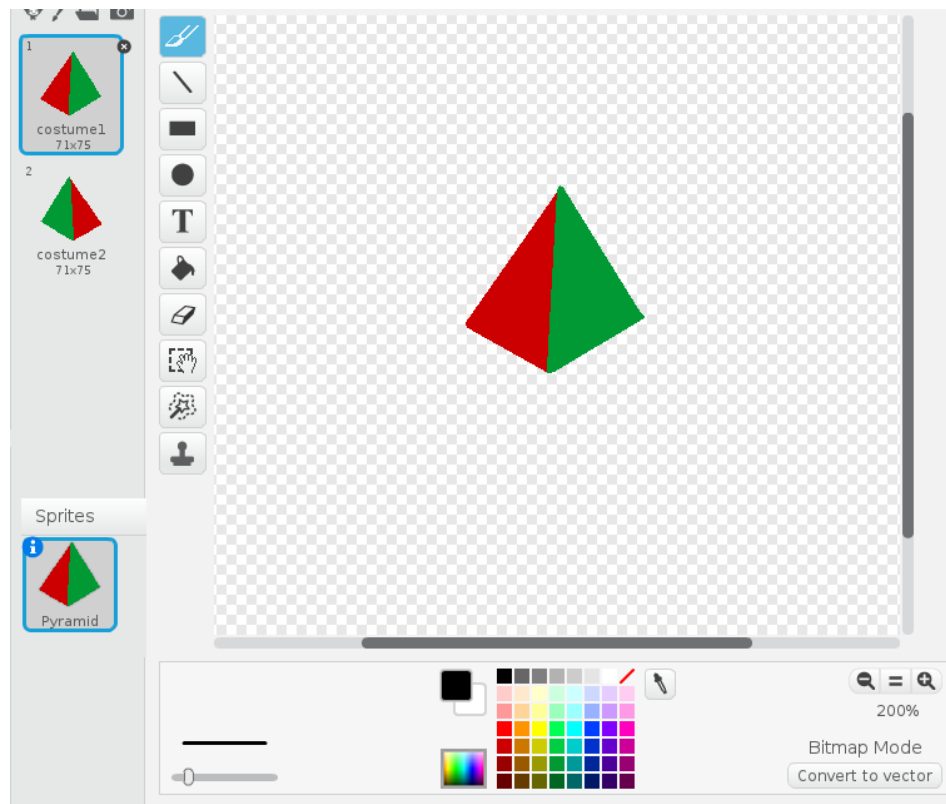 1
costume1
71x75
2
costume2
71x75
T
Sprites
i
Pyramid
200%
Bitmap Mode
Convert to vector